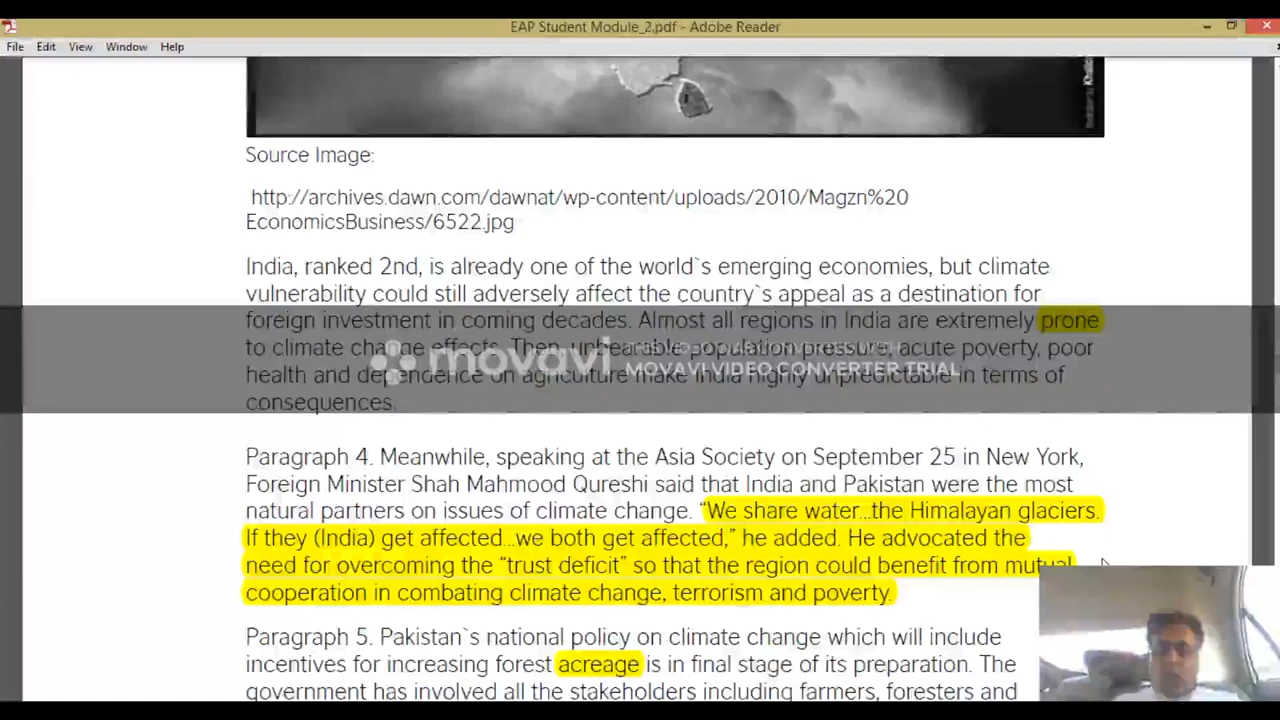 EAP Student Module_2.pdf - Adobe Reader
File Edit View Window Help
Source Image:
http://archives.dawn.com/dawnat/wp-content/uploads/2010/Magzn%20
EconomicsBusiness/6522.jpg
India, ranked 2nd, is already one of the world`s emerging economies, but climate
vulnerability could still adversely affect the country`s appeal as a destination for
foreign investment in coming decades. Almost all regions in India are extremely prone
to climate change effects. Then unbearable population pressure, acute poverty, poor
health and dependence on agriculture make India highly unpredictable in terms of
consequences.
movavi
MOVAVI VIDEO CONVERTER TRIAL
Paragraph 4. Meanwhile, speaking at the Asia Society on September 25 in New York,
Foreign Minister Shah Mahmood Qureshi said that India and Pakistan were the most
natural partners on issues of climate change. “We share water…the Himalayan glaciers.
If they (India) get affected…we both get affected,” he added. He advocated the
need for overcoming the “trust deficit” so that the region could benefit from mutual
cooperation in combating climate change, terrorism and poverty.
Paragraph 5. Pakistan`s national policy on climate change which will include
incentives for increasing forest acreage is in final stage of its preparation. The
government has involved all the stakeholders including farmers, foresters and